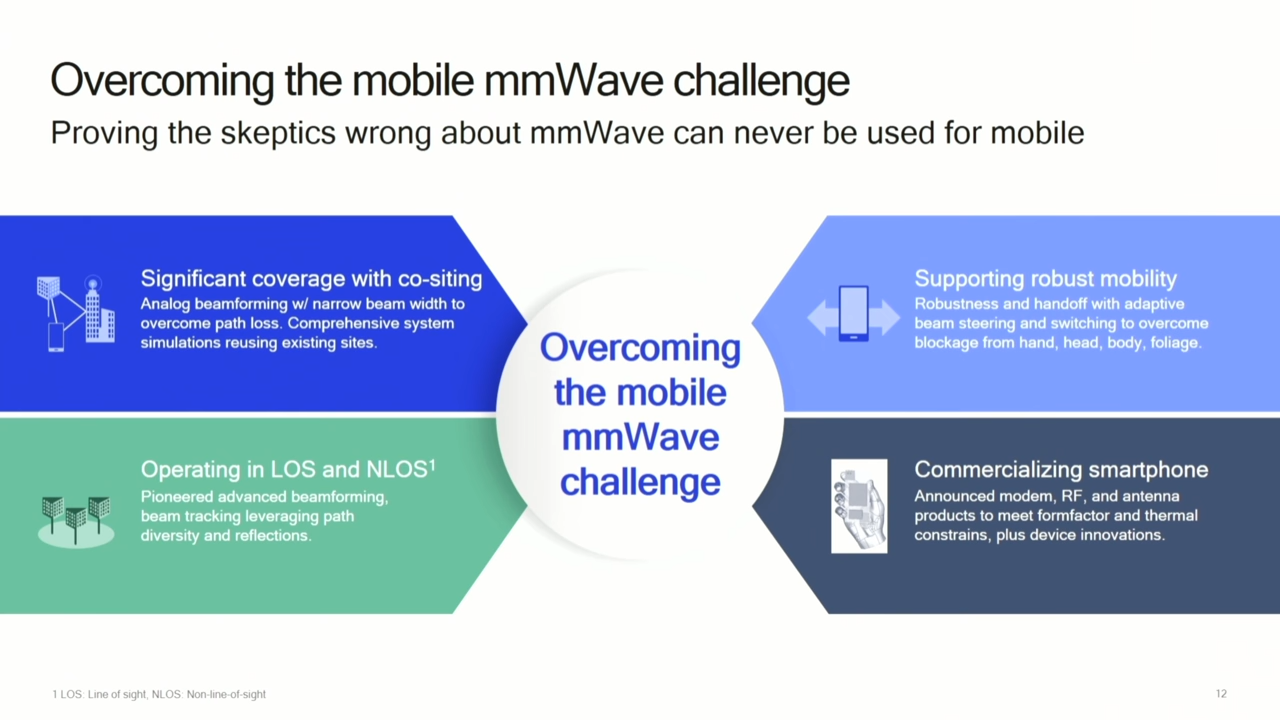 Overcoming the mobile mmWave challenge
Proving the skeptics wrong about mmWave can never be used for mobile
Significant coverage with co-siting
Analog beamforming w/ narrow beam width to
overcome path loss. Comprehensive system
simulations reusing existing sites.
Operating in LOS and NLOS¹
Pioneered advanced beamforming,
beam tracking leveraging path
diversity and reflections.
Overcoming
the mobile
mmWave
challenge
Supporting robust mobility
Robustness and handoff with adaptive
beam steering and switching to overcome
blockage from hand, head, body, foliage.
Commercializing smartphone
Announced modem, RF, and antenna
products to meet formfactor and thermal
constrains, plus device innovations.
1 LOS: Line of sight, NLOS: Non-line-of-sight
12